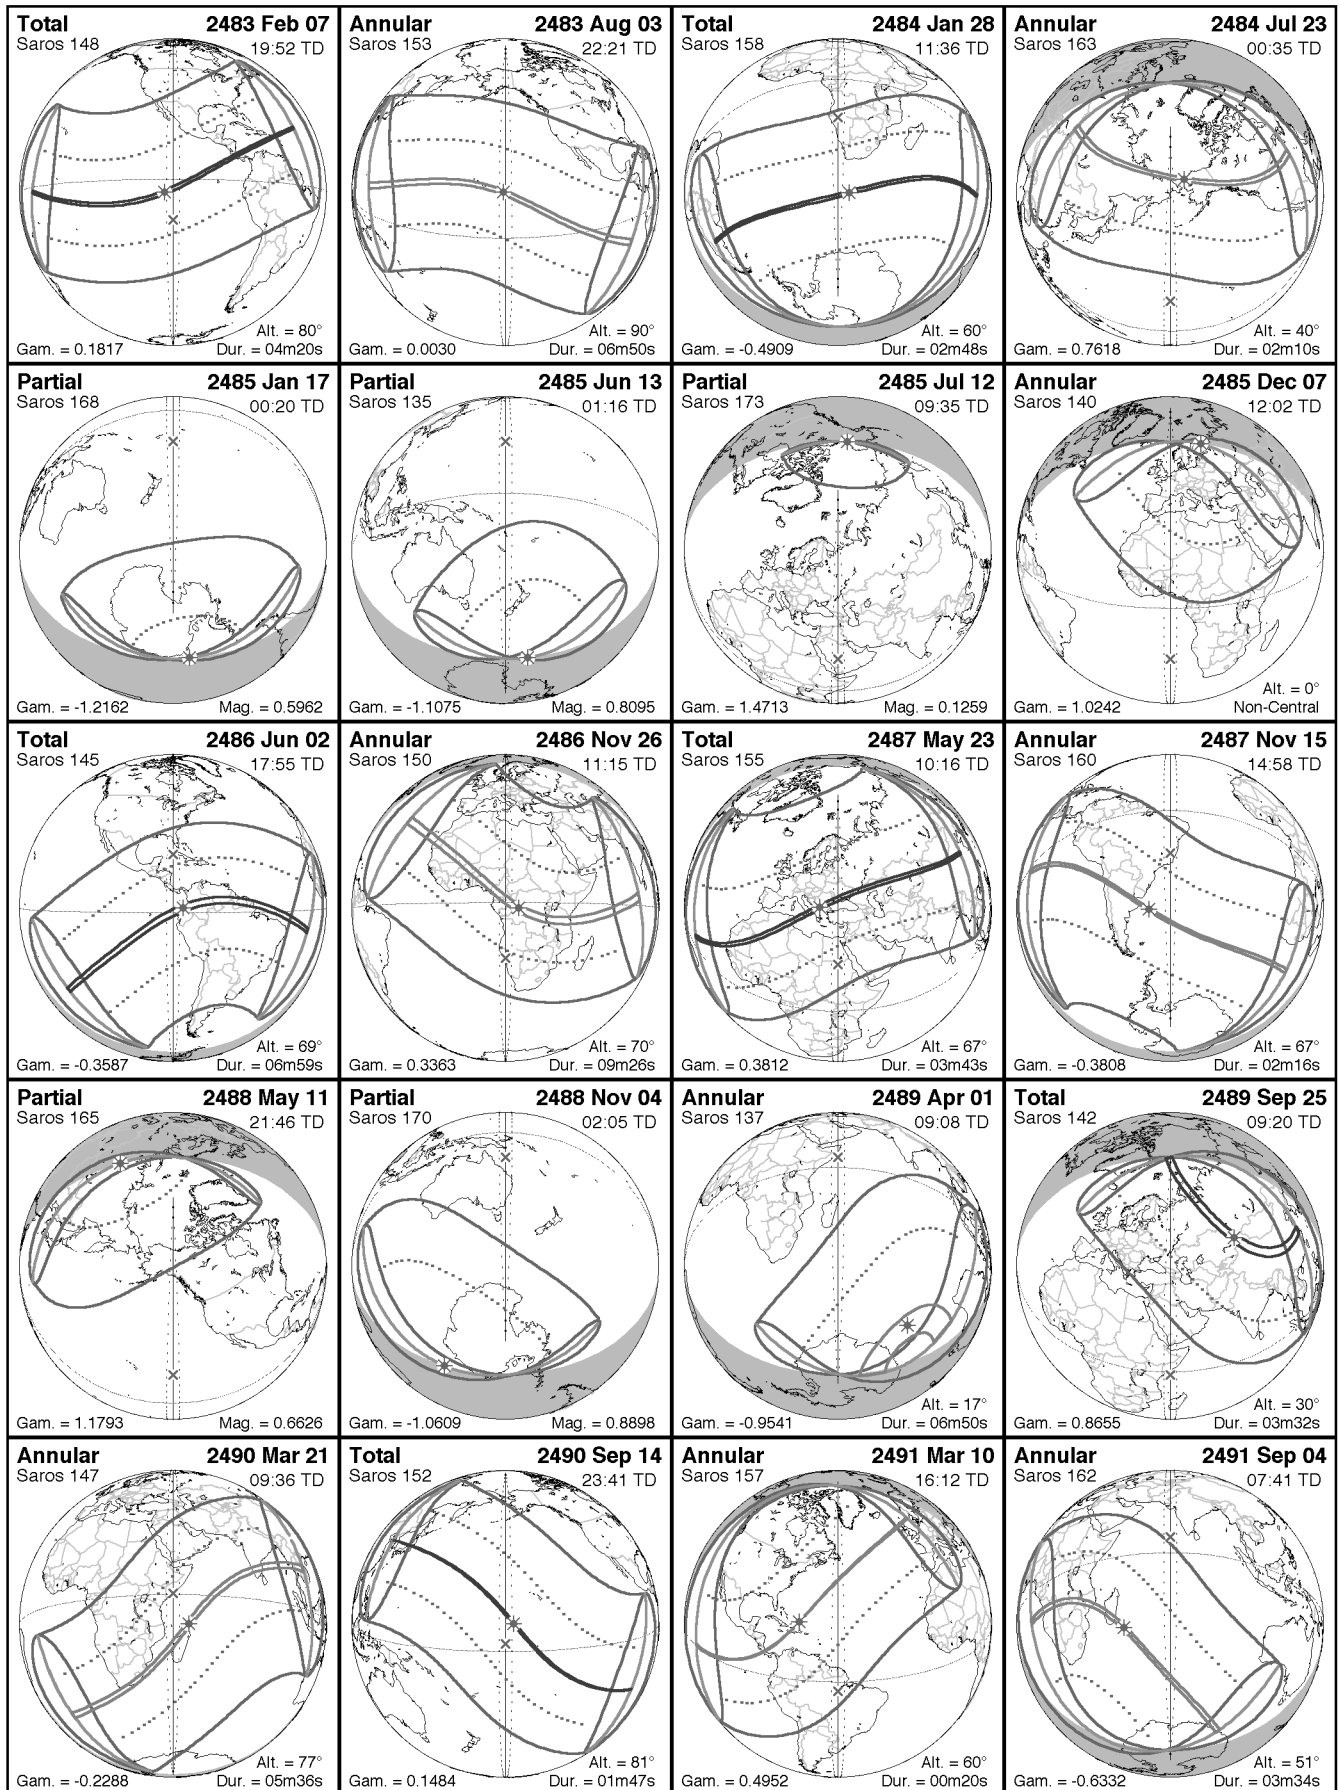 Total 2483 Feb 07
Saros 148 19:52 TD
Alt. = 80°
Gam. = 0.1817 Dur. = 04m20s
Annular 2483 Aug 03
Saros 153 22:21 TD
Alt. = 90°
Gam. = 0.0030 Dur. = 06m50s
Total 2484 Jan 28
Saros 158 11:36 TD
Alt. = 60°
Gam. = -0.4909 Dur. = 02m48s
Annular 2484 Jul 23
Saros 163 00:35 TD
Alt. = 40°
Gam. = 0.7618 Dur. = 02m10s
Partial 2485 Jan 17
Saros 168 00:20 TD
Gam. = -1.2162 Mag. = 0.5962
Partial 2485 Jun 13
Saros 135 01:16 TD
Gam. = -1.1075 Mag. = 0.8095
Partial 2485 Jul 12
Saros 173 09:35 TD
Gam. = 1.4713 Mag. = 0.1259
Annular 2485 Dec 07
Saros 140 12:02 TD
Alt. = 0°
Gam. = 1.0242 Non-Central
Total 2486 Jun 02
Saros 145 17:55 TD
Alt. = 69°
Gam. = -0.3587 Dur. = 06m59s
Annular 2486 Nov 26
Saros 150 11:15 TD
Alt. = 70°
Gam. = 0.3363 Dur. = 09m26s
Total 2487 May 23
Saros 155 10:16 TD
Alt. = 67°
Gam. = 0.3812 Dur. = 03m43s
Annular 2487 Nov 15
Saros 160 14:58 TD
Alt. = 67°
Gam. = -0.3808 Dur. = 02m16s
Partial 2488 May 11
Saros 165 21:46 TD
Gam. = 1.1793 Mag. = 0.6626
Partial 2488 Nov 04
Saros 170 02:05 TD
Gam. = -1.0609 Mag. = 0.8898
Annular 2489 Apr 01
Saros 137 09:08 TD
Alt. = 17°
Gam. = -0.9541 Dur. = 06m50s
Total 2489 Sep 25
Saros 142 09:20 TD
Alt. = 30°
Gam. = 0.8655 Dur. = 03m32s
Annular 2490 Mar 21
Saros 147 09:36 TD
Alt. = 77°
Gam. = -0.2288 Dur. = 05m36s
Total 2490 Sep 14
Saros 152 23:41 TD
Alt. = 81°
Gam. = 0.1484 Dur. = 01m47s
Annular 2491 Mar 10
Saros 157 16:12 TD
Alt. = 60°
Gam. = 0.4952 Dur. = 00m20s
Annular 2491 Sep 04
Saros 162 07:41 TD
Alt. = 51°
Gam. = -0.6332 Dur. = 03m34s